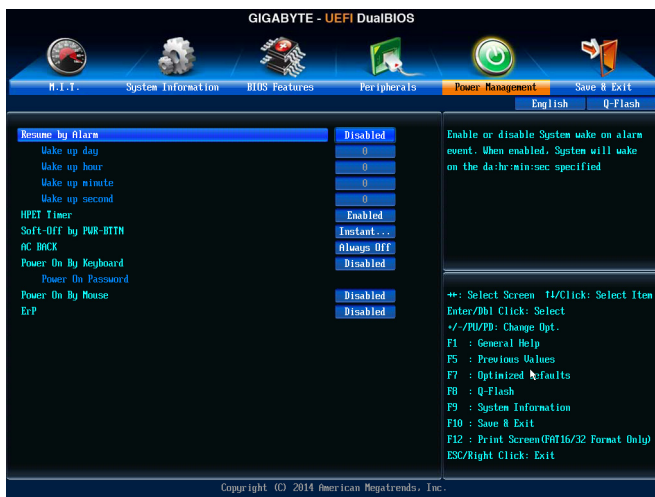 GIGABYTE - UEFI DualBIOS
M.I.T. System Information BIOS Features Peripherals Power Management Save & Exit
English Q-Flash
Resume by Alarm Disabled
Wake up day 0
Wake up hour 0
Wake up minute 0
Wake up second 0
HPET Timer Enabled
Soft-Off by PWR-BTTN Instant...
AC BACK Always Off
Power On By Keyboard Disabled
Power On Password
Power On By Mouse Disabled
ErP Disabled
Enable or disable System wake on alarm
event. When enabled, System will wake
on the da:hr:min:sec specified
→←: Select Screen ↑↓/Click: Select Item
Enter/Dbl Click: Select
+/-/PU/PD: Change Opt.
F1 : General Help
F5 : Previous Values
F7 : Optimized Defaults
F8 : Q-Flash
F9 : System Information
F10 : Save & Exit
F12 : Print Screen(FAT16/32 Format Only)
ESC/Right Click: Exit
Copyright (C) 2014 American Megatrends, Inc.